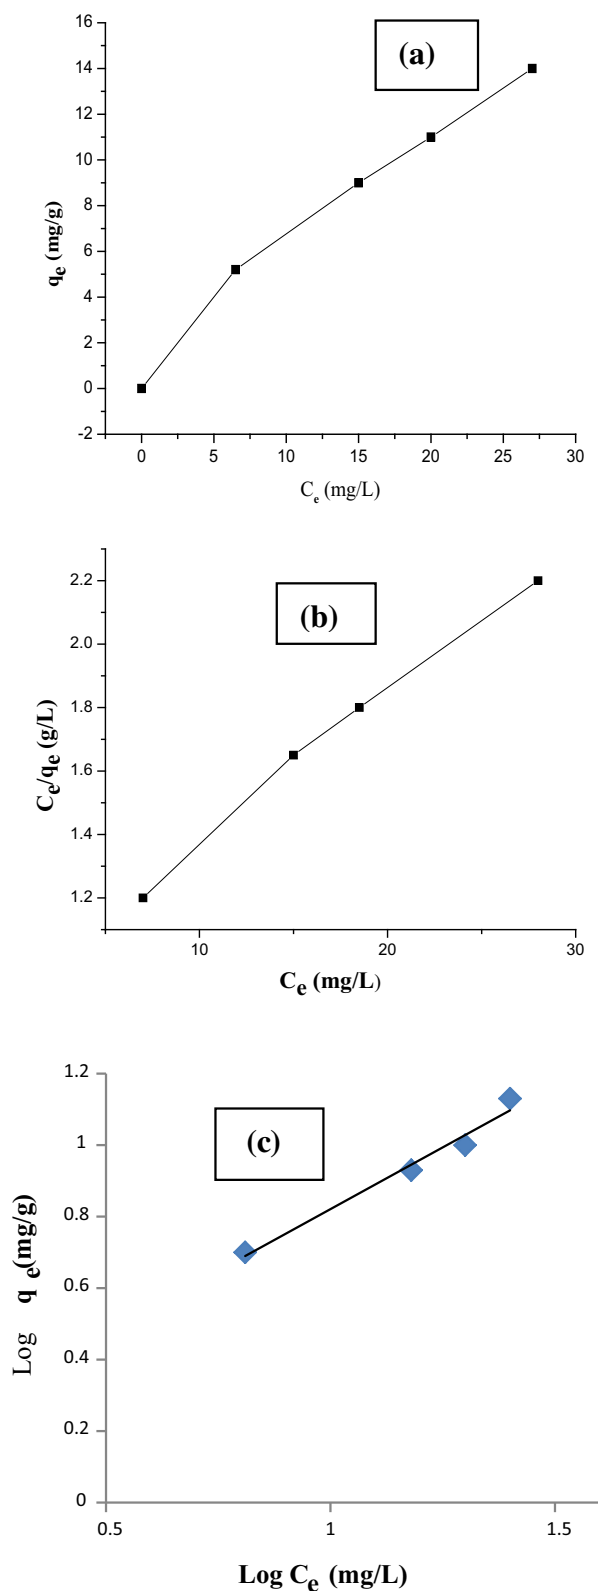 16
14
12
10
8
6
4
2
0
-2
(a)
qe (mg/g)
0 5 10 15 20 25 30
Ce (mg/L)
2.2
2.0
1.8
1.6
1.4
1.2
(b)
Ce/qe (g/L)
10 20 30
Ce (mg/L)
1.2
1
0.8
0.6
0.4
0.2
0
(c)
Log q e(mg/g)
0.5 1 1.5
Log Ce (mg/L)